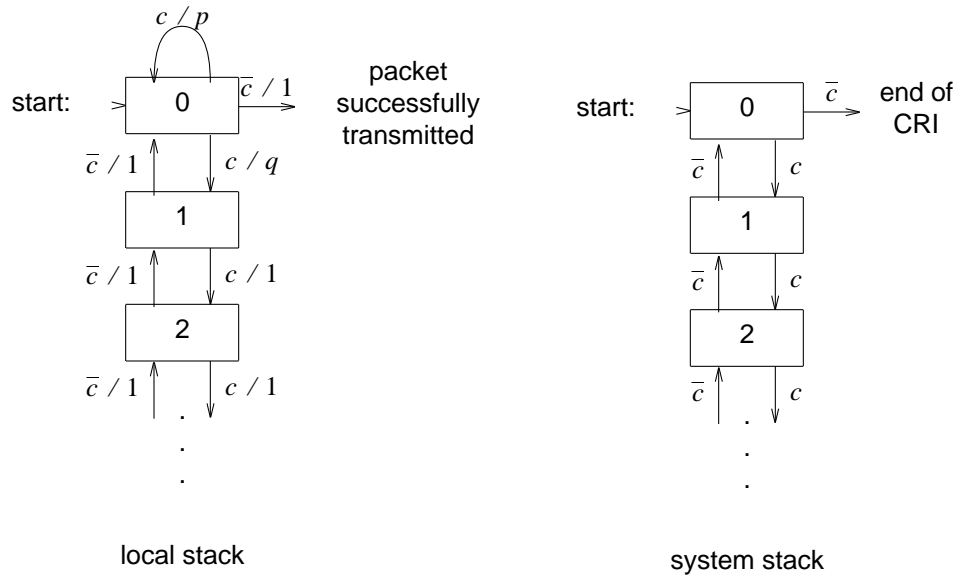 c / p
start:
0
c̅ / 1
packet
successfully
transmitted
c̅ / 1
c / q
1
c̅ / 1
c / 1
2
c̅ / 1
c / 1
.
.
.
local stack
start:
0
c̅
end of
CRI
c̅
c
1
c̅
c
2
c̅
c
.
.
.
system stack